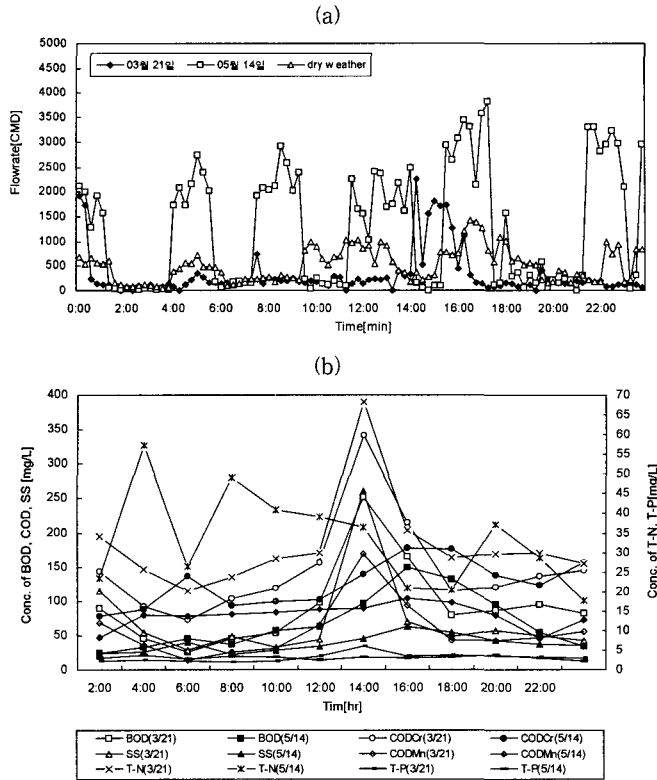 (a)
5000
4500
4000
3500
3000
2500
2000
1500
1000
500
0
Flowrate[CMD]
03월 21일 05월 14일 dry weather
0:00 2:00 4:00 6:00 8:00 10:00 12:00 14:00 16:00 18:00 20:00 22:00
Time[min]
(b)
400
350
300
250
200
150
100
50
0
Conc. of BOD, COD, SS [mg/L]
70
65
60
55
50
45
40
35
30
25
20
15
10
5
0
Conc. of T-N, T-P[mg/L]
2:00 4:00 6:00 8:00 10:00 12:00 14:00 16:00 18:00 20:00 22:00
Tim[hr]
BOD(3/21) BOD(5/14) CODCr(3/21) CODCr(5/14)
SS(3/21) SS(5/14) CODMn(3/21) CODMn(5/14)
T-N(3/21) T-N(5/14) T-P(3/21) T-P(5/14)